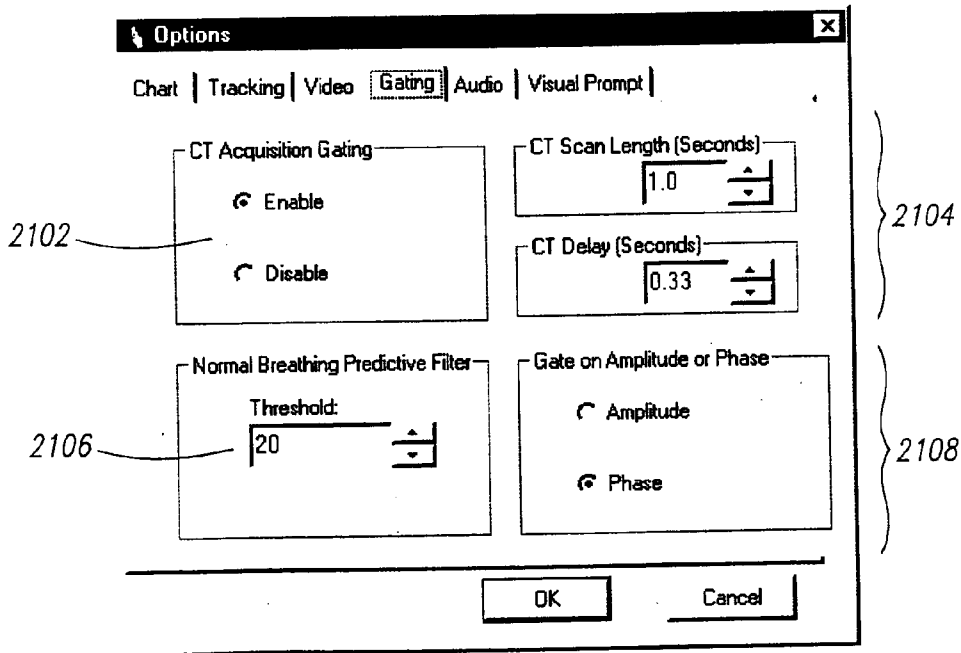 Options
Chart | Tracking | Video Gating Audio | Visual Prompt
CT Acquisition Gating
Enable
Disable
2102
CT Scan Length (Seconds)
1.0
CT Delay (Seconds)
0.33
2104
Normal Breathing Predictive Filter
Threshold:
20
2106
Gate on Amplitude or Phase
Amplitude
Phase
2108
OK
Cancel